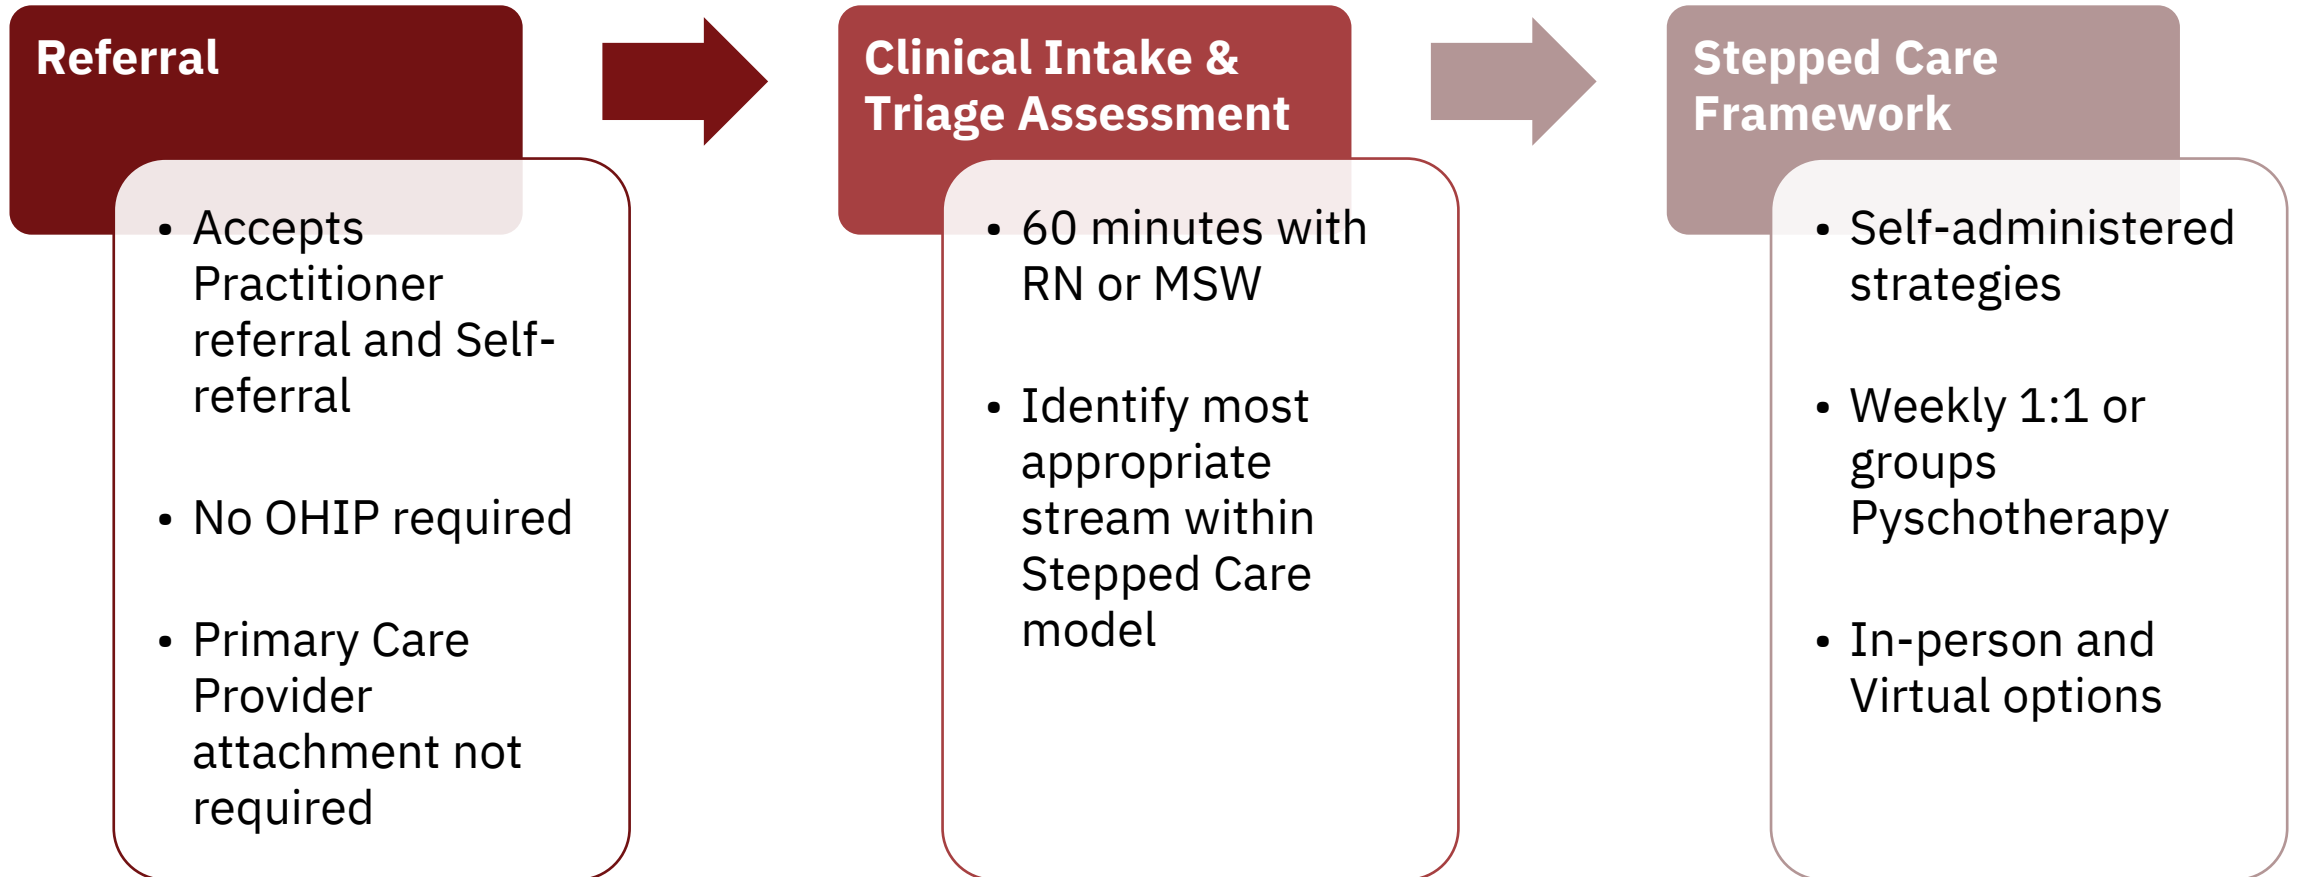 Referral
• Accepts
Practitioner
referral and Self-
referral
• No OHIP required
• Primary Care
Provider
attachment not
required
Clinical Intake &
Triage Assessment
• 60 minutes with
RN or MSW
• Identify most
appropriate
stream within
Stepped Care
model
Stepped Care
Framework
• Self-administered
strategies
• Weekly 1:1 or
groups
Pyschotherapy
• In-person and
Virtual options